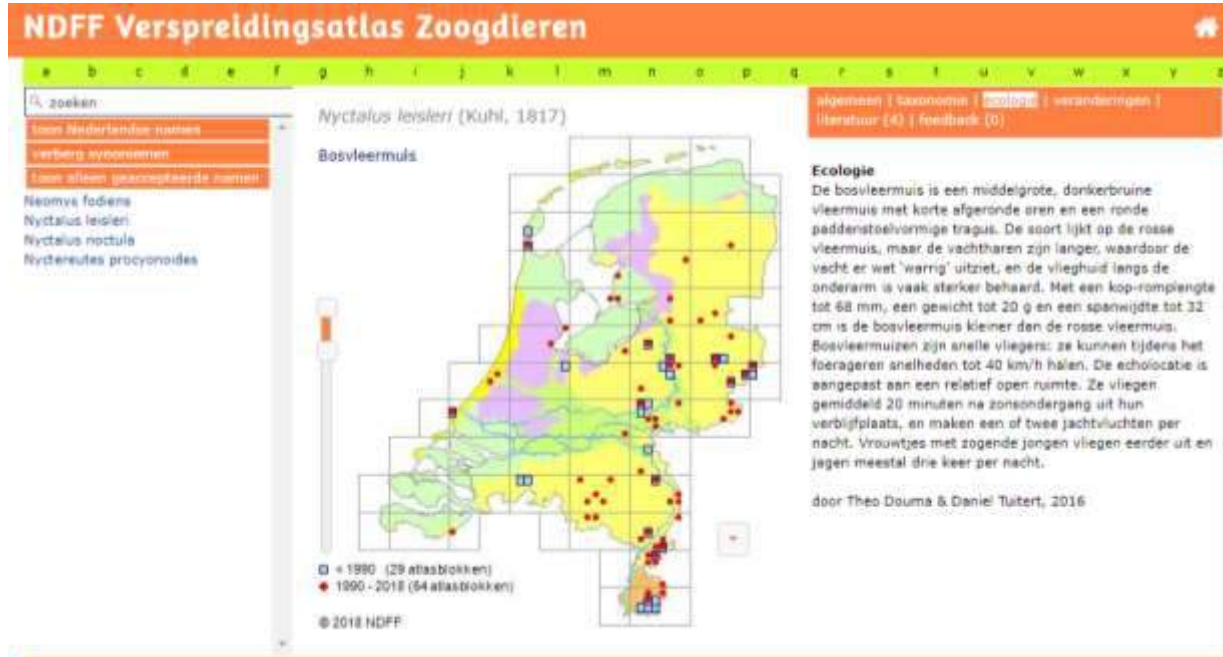 NDFF Verspreidingsatlas Zoogdieren
a b c d e f g h i j k l m n o p q r s t u v w x y z
zoeken
toon Nederlandse namen
verberg synoniemen
toon alleen geaccepteerde namen
Neomys fodiens
Nyctalus leisleri
Nyctalus noctula
Nyctereutes procyonoides
Nyctalus leisleri (Kuhl, 1817)
Bosvleermuis
< 1990 (29 atlasblokken)
1990 - 2018 (64 atlasblokken)
© 2018 NDFF
algemeen | taxonomie | ecologie | veranderingen |
literatuur (4) | feedback (0)
Ecologie
De bosvleermuis is een middelgrote, donkerbruine
vleermuis met korte afgeronde oren en een ronde
paddenstoelvormige tragus. De soort lijkt op de rosse
vleermuis, maar de vachtharen zijn langer, waardoor de
vacht er wat 'warrig' uitziet, en de vlieghuid langs de
onderarm is vaak sterker behaard. Met een kop-romplengte
tot 68 mm, een gewicht tot 20 g en een spanwijdte tot 32
cm is de bosvleermuis kleiner dan de rosse vleermuis.
Bosvleermuizen zijn snelle vliegers: ze kunnen tijdens het
foerageren snelheden tot 40 km/h halen. De echolocatie is
aangepast aan een relatief open ruimte. Ze vliegen
gemiddeld 20 minuten na zonsondergang uit hun
verblijfplaats, en maken een of twee jachtvluchten per
nacht. Vrouwtjes met zogende jongen vliegen eerder uit en
jagen meestal drie keer per nacht.
door Theo Douma & Daniel Tuitert, 2016